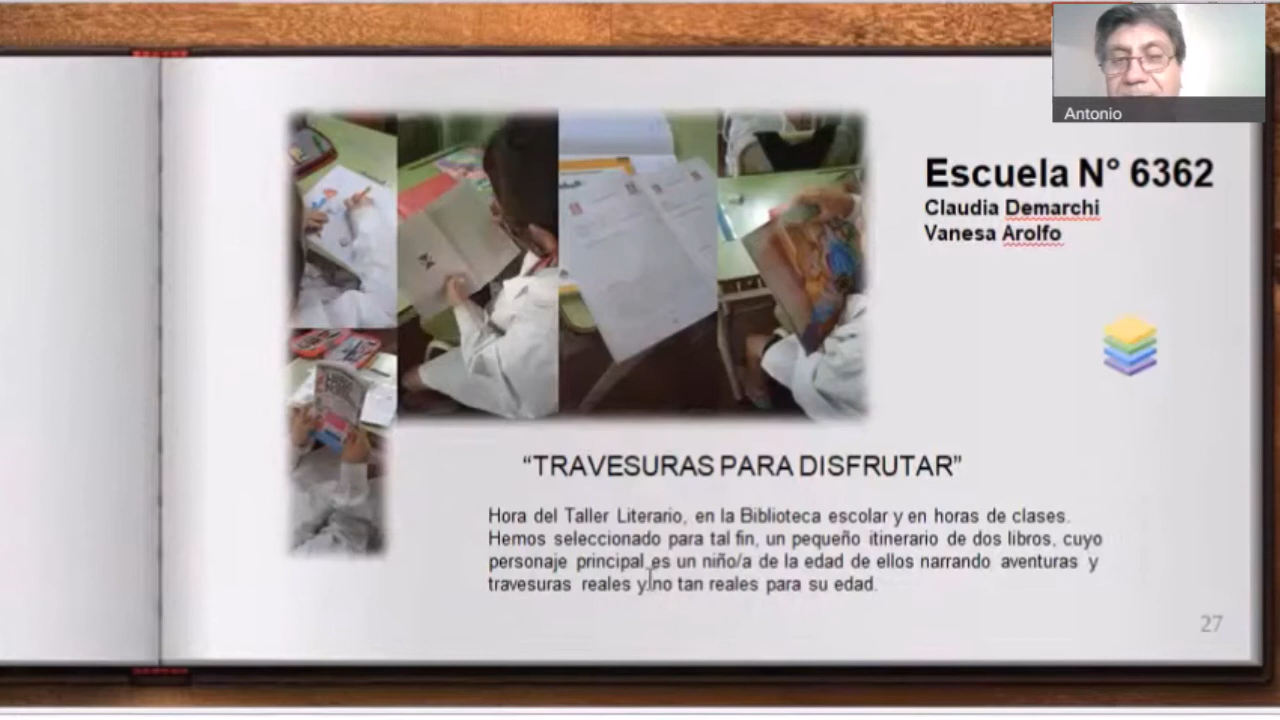 Antonio
Escuela N° 6362
Claudia Demarchi
Vanesa Arolfo
“TRAVESURAS PARA DISFRUTAR”
Hora del Taller Literario, en la Biblioteca escolar y en horas de clases.
Hemos seleccionado para tal fin, un pequeño itinerario de dos libros, cuyo
personaje principal es un niño/a de la edad de ellos narrando aventuras y
travesuras reales y no tan reales para su edad.
27